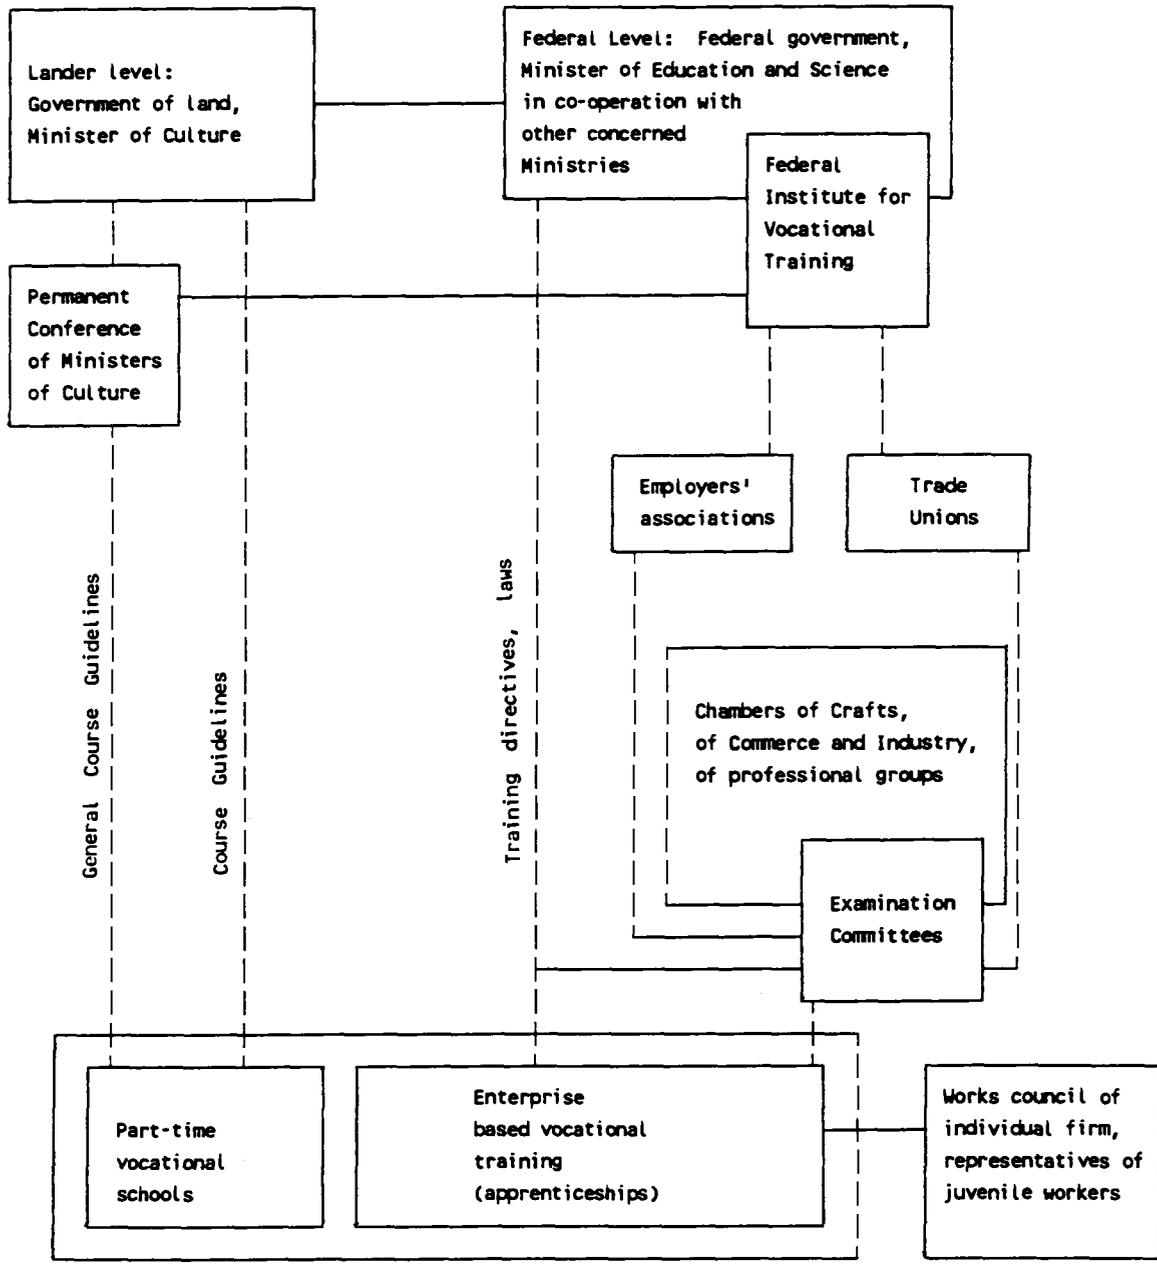 Lander level:
Government of land,
Minister of Culture
Federal Level: Federal government,
Minister of Education and Science
in co-operation with
other concerned
Ministries
Federal
Institute for
Vocational
Training
Permanent
Conference
of Ministers
of Culture
Employers'
associations
Trade
Unions
General Course Guidelines
Course Guidelines
Training directives, laws
Chambers of Crafts,
of Commerce and Industry,
of professional groups
Examination
Committees
Part-time
vocational
schools
Enterprise
based vocational
training
(apprenticeships)
Works council of
individual firm,
representatives of
juvenile workers